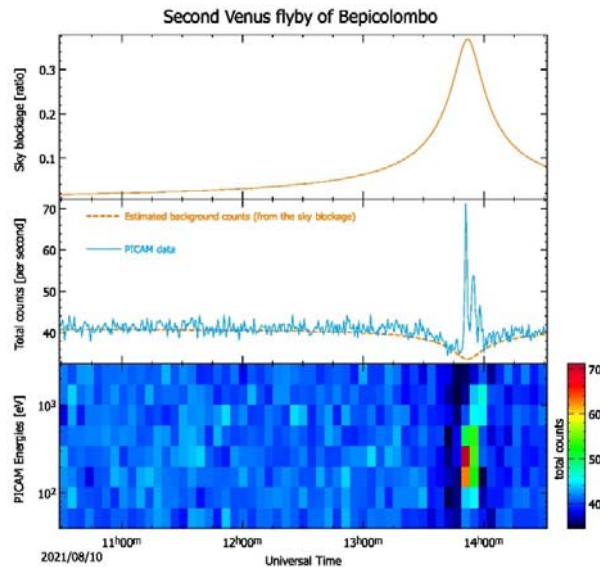 Second Venus flyby of Bepicolombo
Sky blockage [ratio]
0.3
0.2
0.1
Total counts [per second]
70
60
50
40
Estimated background counts (from the sky blockage)
PICAM data
PICAM Energies [eV]
10³
10²
total counts
70
60
50
40
11ʰ00ᵐ
12ʰ00ᵐ
13ʰ00ᵐ
14ʰ00ᵐ
2021/08/10
Universal Time